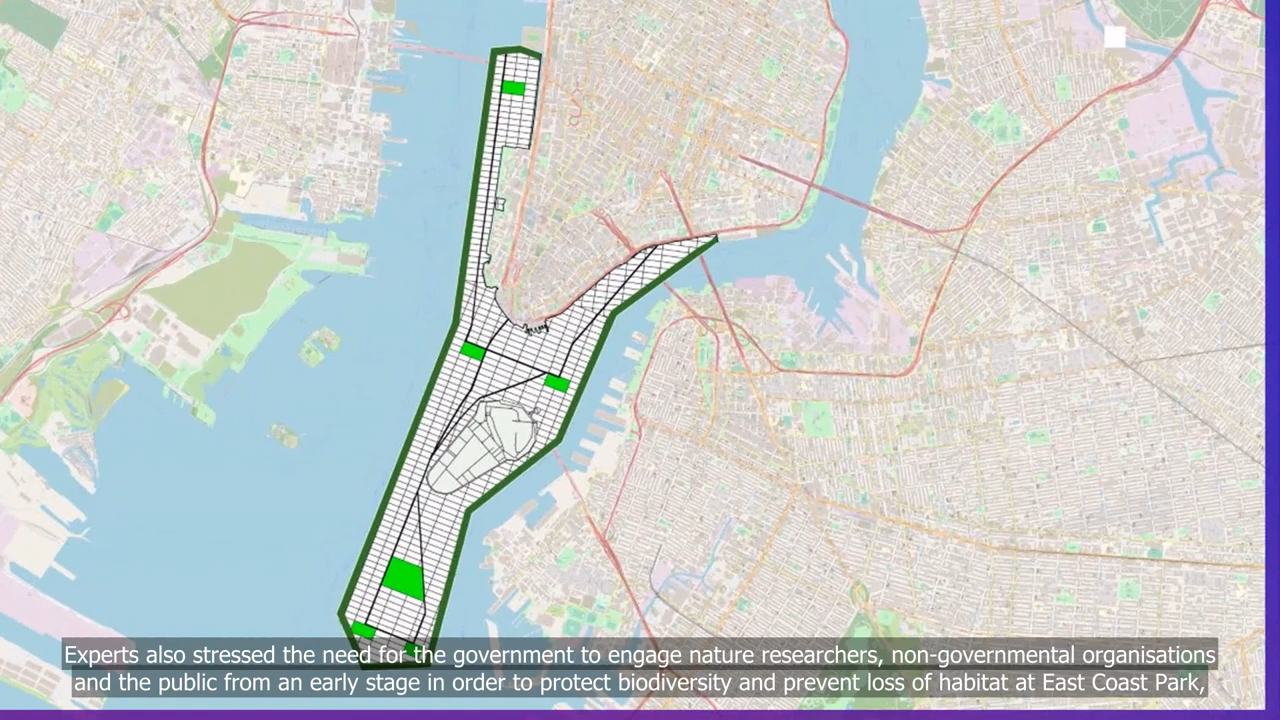 Experts also stressed the need for the government to engage nature researchers, non-governmental organisations
and the public from an early stage in order to protect biodiversity and prevent loss of habitat at East Coast Park,